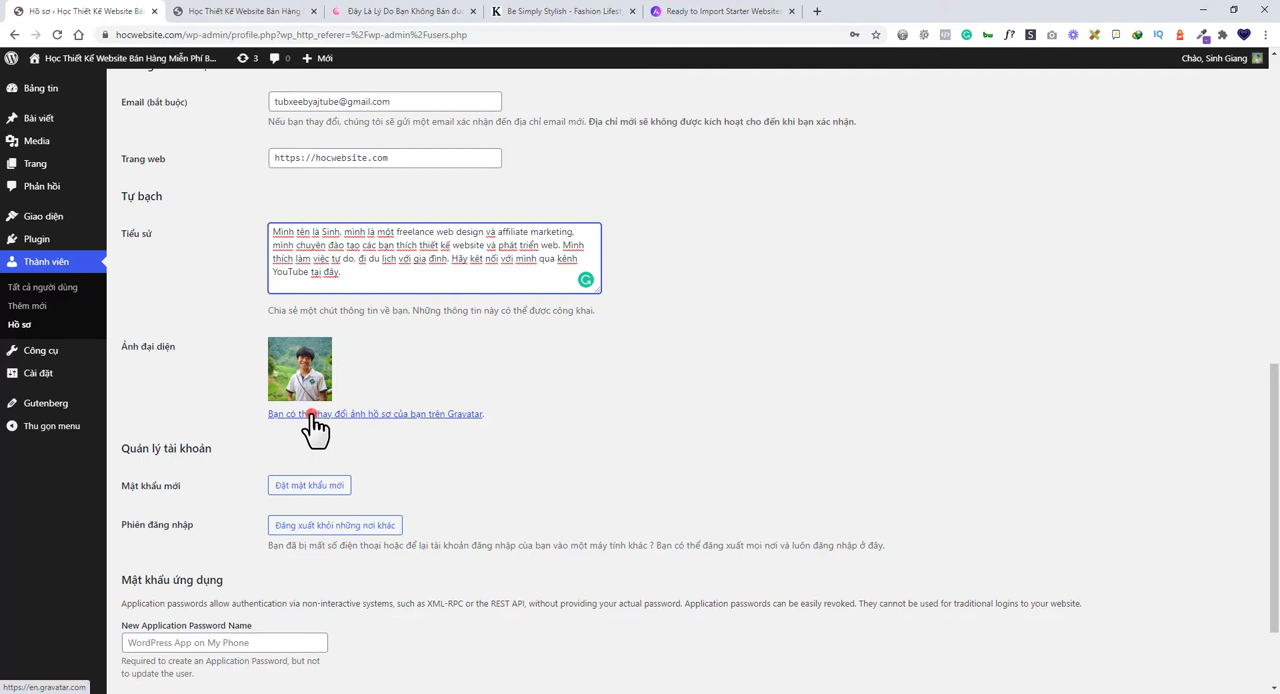 Hồ sơ ‹ Học Thiết Kế Website Bán
Học Thiết Kế Website Bán Hàng
Đây Là Lý Do Bạn Không Bán đượ
Be Simply Stylish - Fashion Lifest
Ready to Import Starter Websites
hocwebsite.com/wp-admin/profile.php?wp_http_referer=%2Fwp-admin%2Fusers.php
Học Thiết Kế Website Bán Hàng Miễn Phí B...
3
0
Mới
Chào, Sinh Giang
Bảng tin
Bài viết
Media
Trang
Phản hồi
Giao diện
Plugin
Thành viên
Tất cả người dùng
Thêm mới
Hồ sơ
Công cụ
Cài đặt
Gutenberg
Thu gọn menu
Email (bắt buộc)
tubxeebyajtube@gmail.com
Nếu bạn thay đổi, chúng tôi sẽ gửi một email xác nhận đến địa chỉ email mới. Địa chỉ mới sẽ không được kích hoạt cho đến khi bạn xác nhận.
Trang web
https://hocwebsite.com
Tự bạch
Tiểu sử
Mình tên là Sinh, mình là một freelance web design và affiliate marketing,
mình chuyên đào tạo các bạn thích thiết kế website và phát triển web. Mình
thích làm việc tự do, đi du lịch với gia đình. Hãy kết nối với mình qua kênh
YouTube tại đây.
Chia sẻ một chút thông tin về bạn. Những thông tin này có thể được công khai.
Ảnh đại diện
Bạn có thể thay đổi ảnh hồ sơ của bạn trên Gravatar.
Quản lý tài khoản
Mật khẩu mới
Đặt mật khẩu mới
Phiên đăng nhập
Đăng xuất khỏi những nơi khác
Bạn đã bị mất số điện thoại hoặc để lại tài khoản đăng nhập của bạn vào một máy tính khác ? Bạn có thể đăng xuất mọi nơi và luôn đăng nhập ở đây.
Mật khẩu ứng dụng
Application passwords allow authentication via non-interactive systems, such as XML-RPC or the REST API, without providing your actual password. Application passwords can be easily revoked. They cannot be used for traditional logins to your website.
New Application Password Name
WordPress App on My Phone
Required to create an Application Password, but not
to update the user.
https://en.gravatar.com